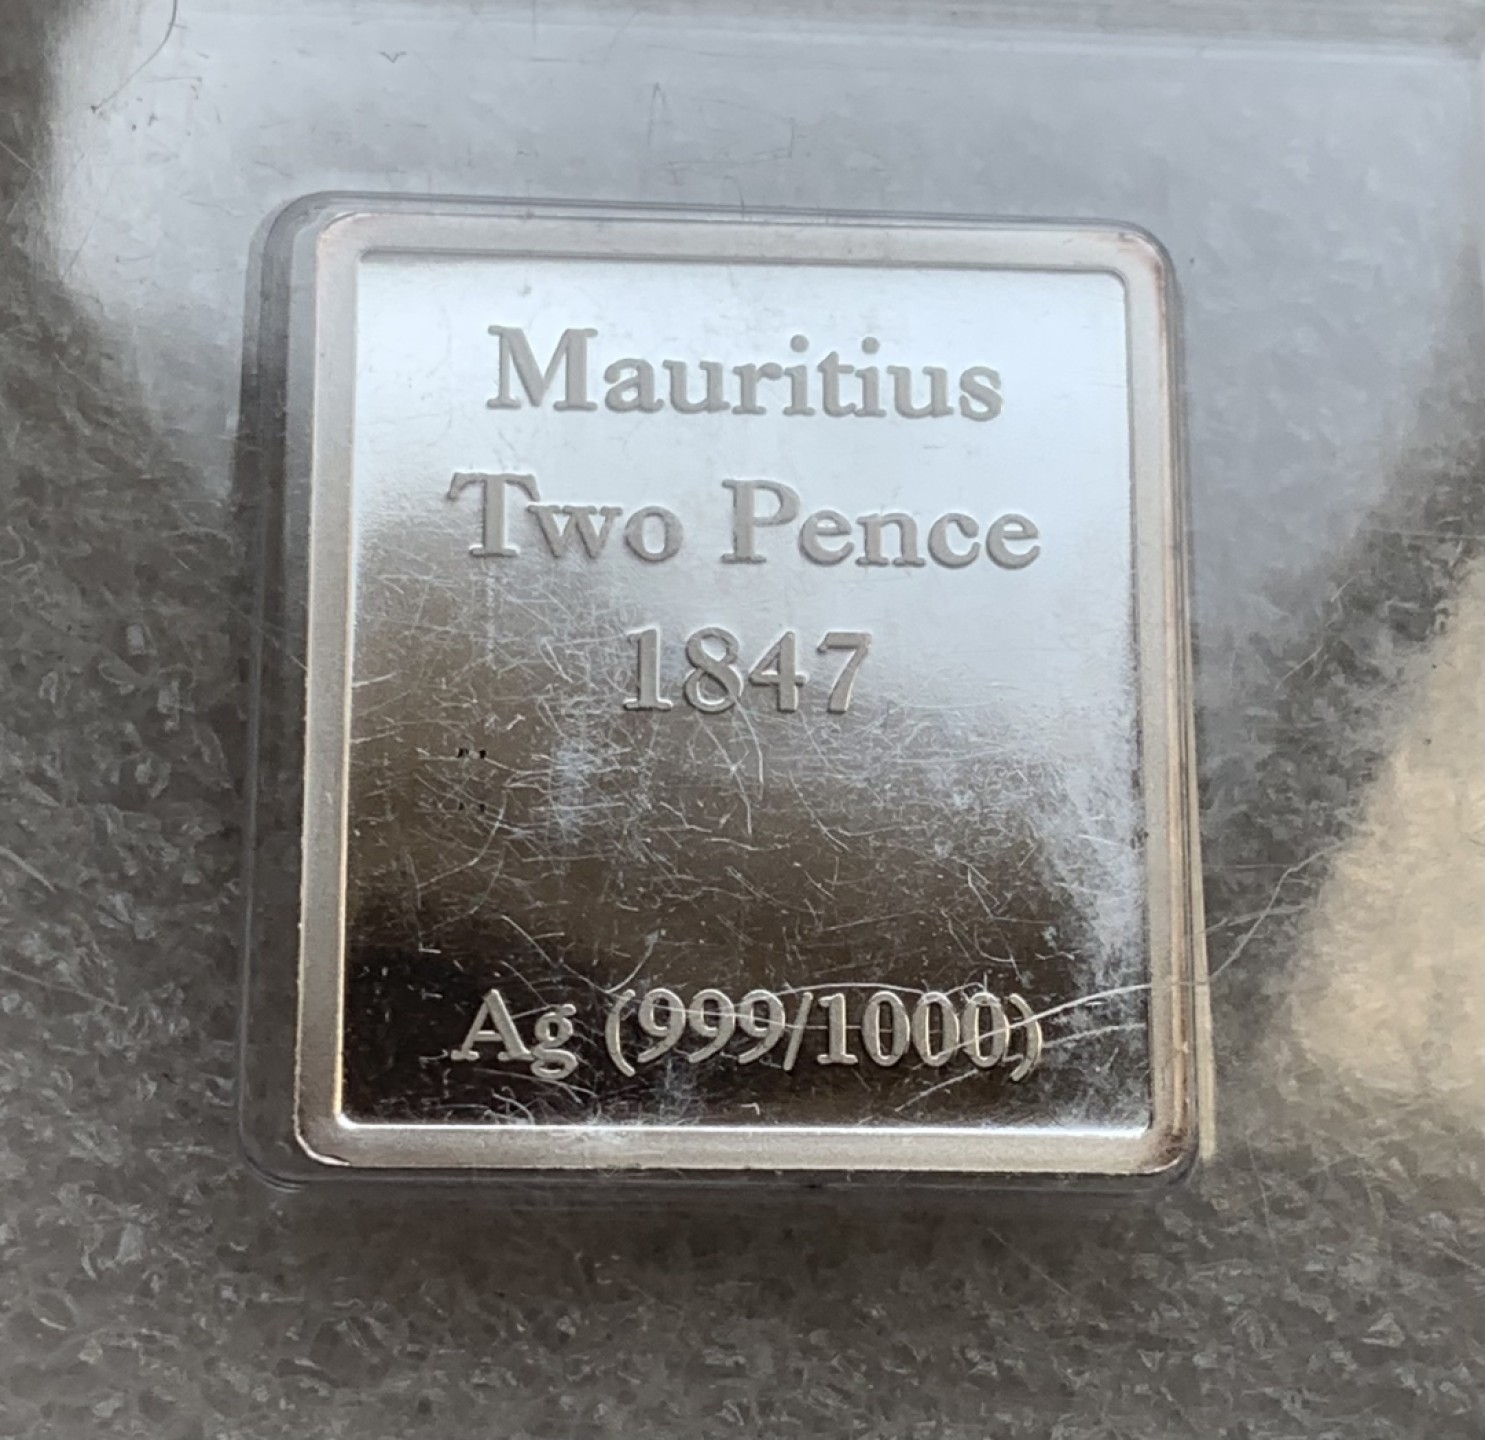 Mauritius
Two Pence
1847
Ag (999/1000)